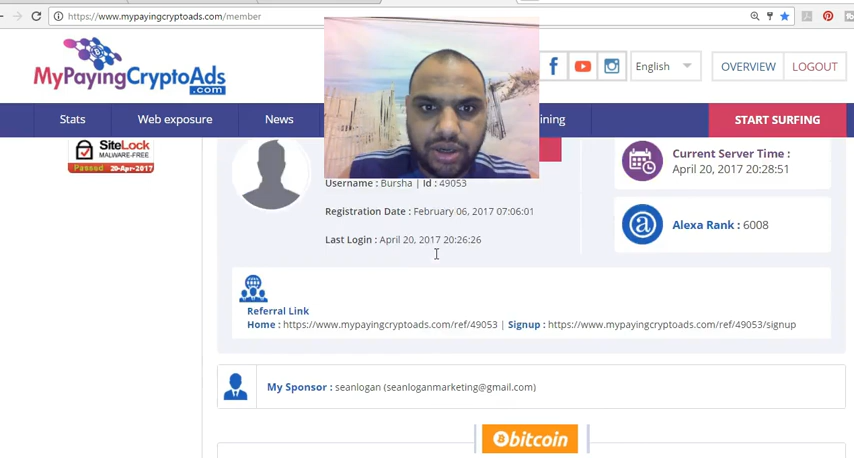 https://www.mypayingcryptoads.com/member
MyPayingCryptoAds
.com
English
OVERVIEW
LOGOUT
Stats
Web exposure
News
ining
START SURFING
SiteLock
MALWARE-FREE
Passed 20-Apr-2017
Username : Bursha | Id : 49053
Registration Date : February 06, 2017 07:06:01
Last Login : April 20, 2017 20:26:26
Current Server Time :
April 20, 2017 20:28:51
Alexa Rank : 6008
Referral Link
Home : https://www.mypayingcryptoads.com/ref/49053 | Signup : https://www.mypayingcryptoads.com/ref/49053/signup
My Sponsor : seanlogan (seanloganmarketing@gmail.com)
bitcoin